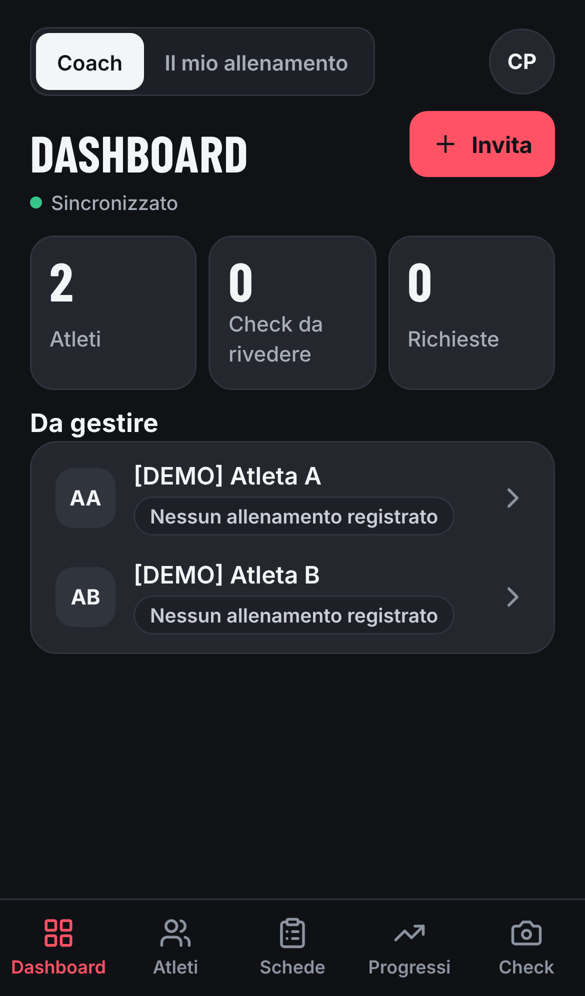 Coach
Il mio allenamento
CP
DASHBOARD
+ Invita
Sincronizzato
2
Atleti
0
Check da
rivedere
0
Richieste
Da gestire
AA
[DEMO] Atleta A
Nessun allenamento registrato
AB
[DEMO] Atleta B
Nessun allenamento registrato
Dashboard
Atleti
Schede
Progressi
Check